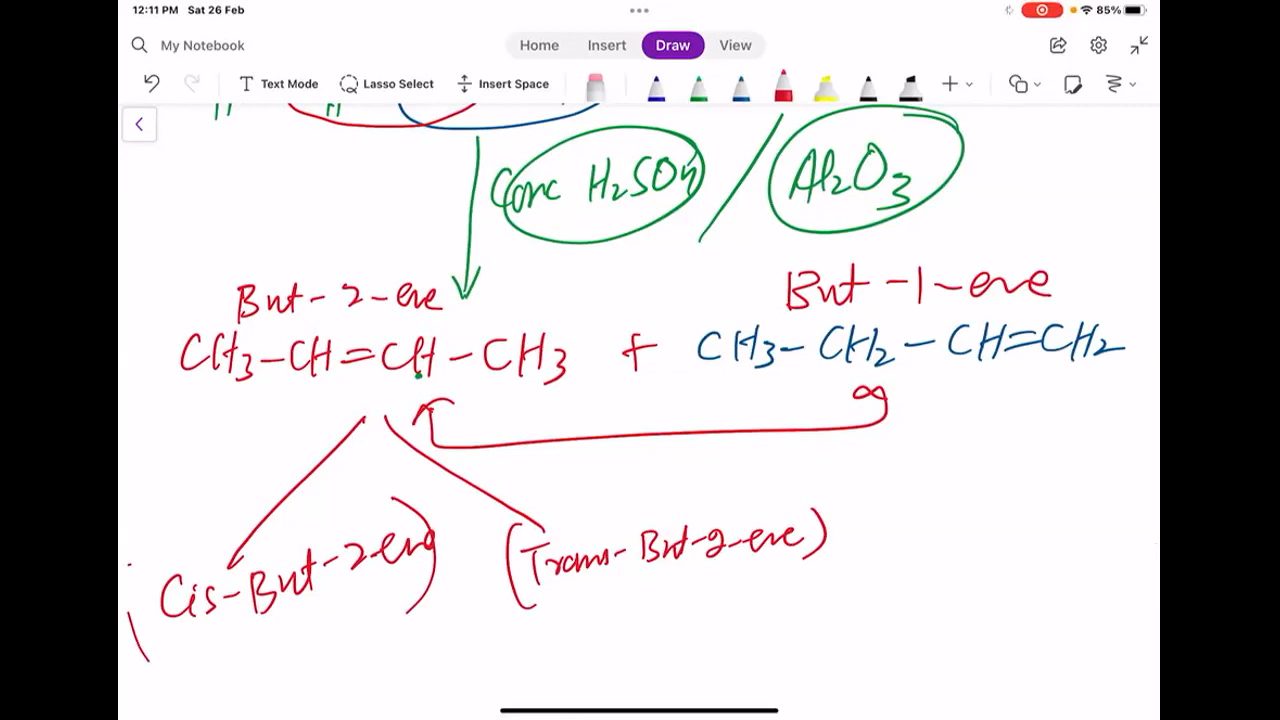 12:11 PM Sat 26 Feb
85%
My Notebook
Home Insert Draw View
Text Mode Lasso Select Insert Space
H H
Conc H2SO4 / Al2O3
But-2-ene But-1-ene
CH3-CH=CH-CH3 + CH3-CH2-CH=CH2
(Cis-But-2-ene) (Trans-But-2-ene)